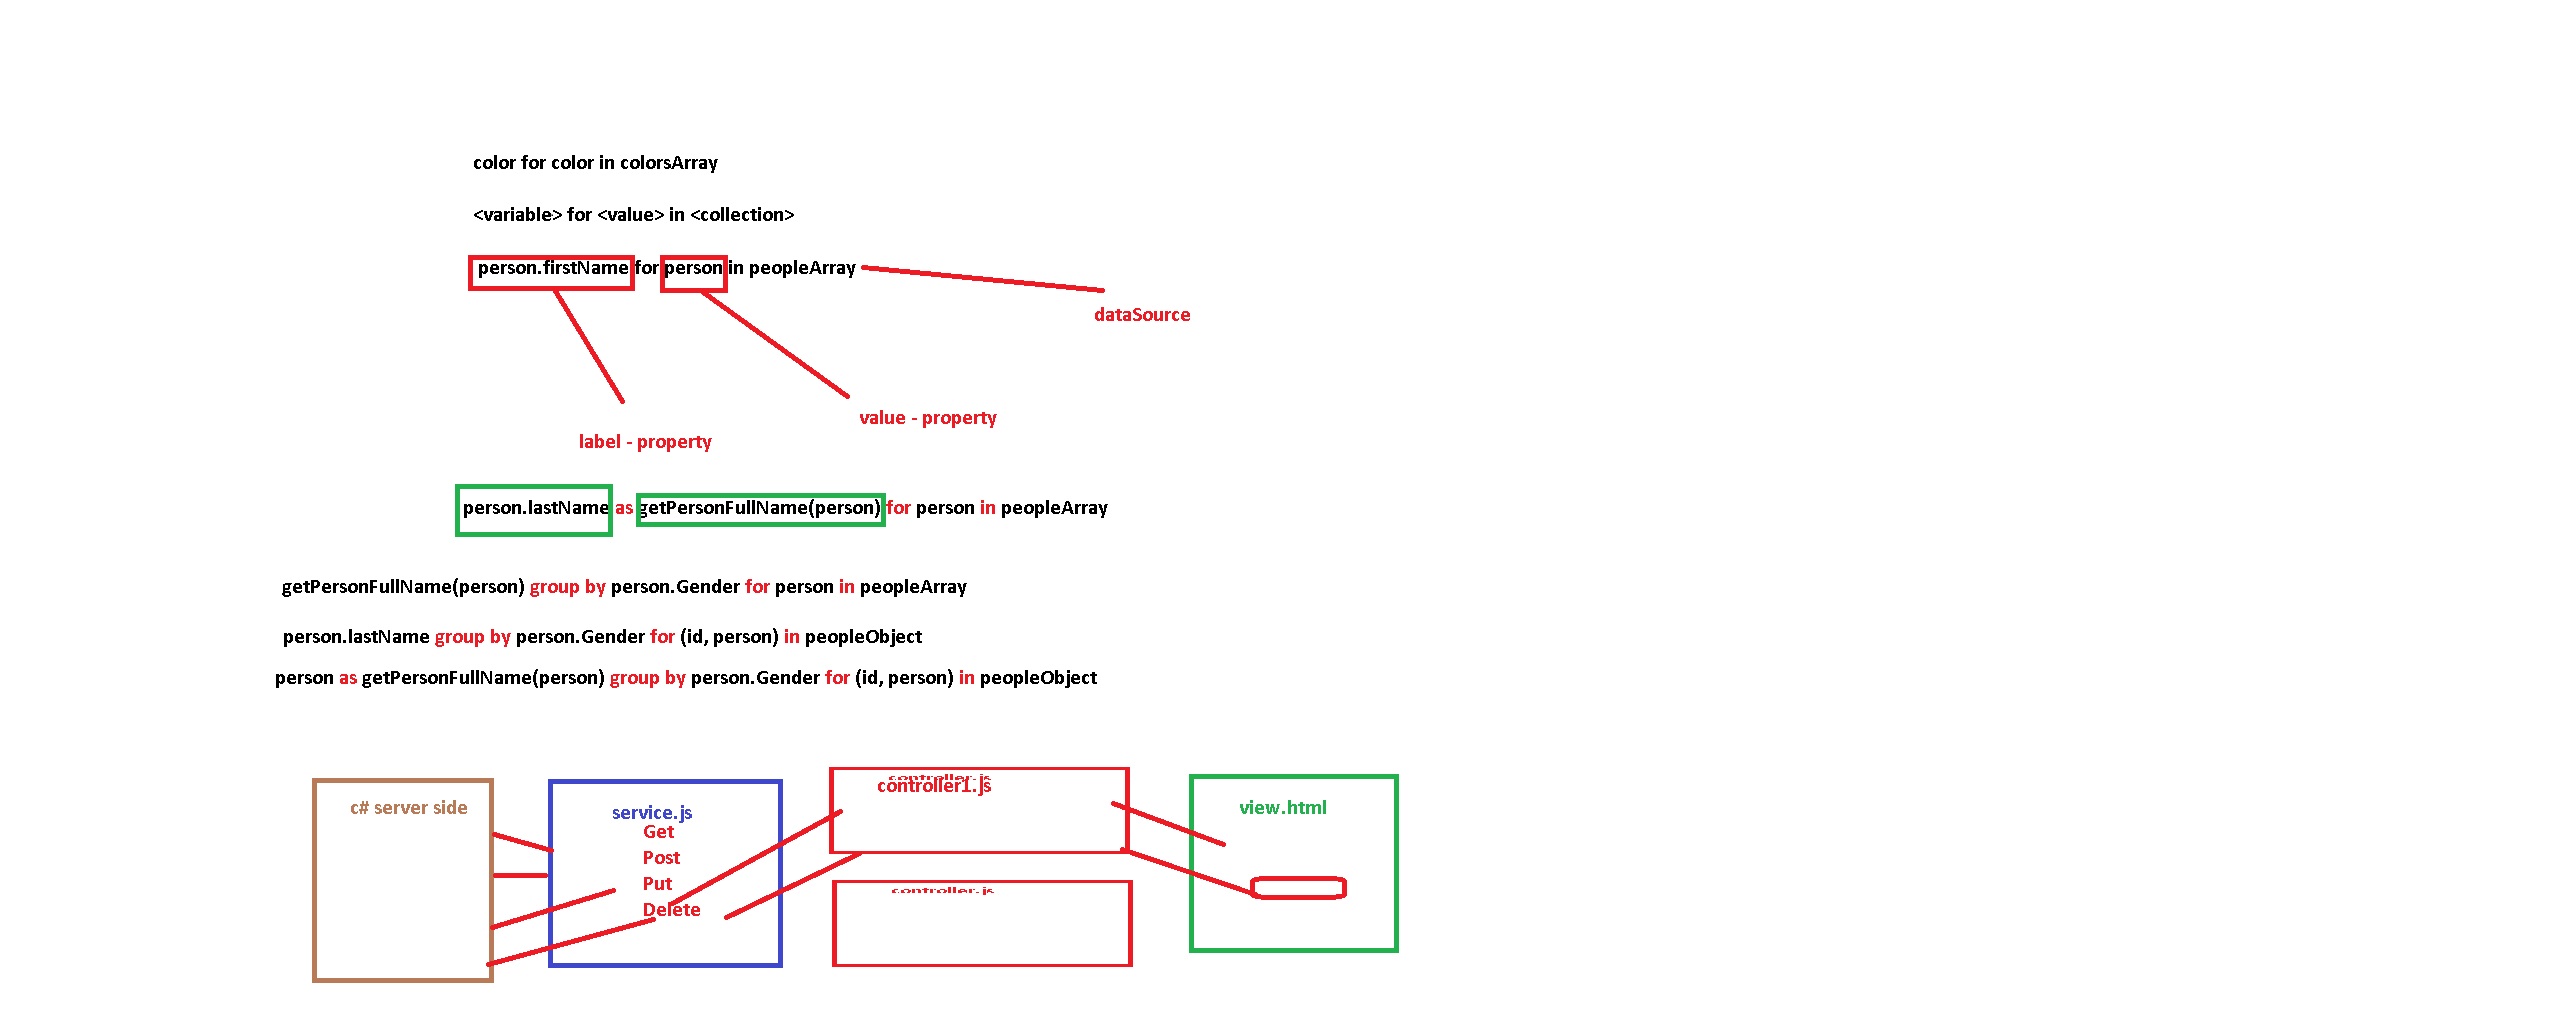 color for color in colorsArray
<variable> for <value> in <collection>
person.firstName for person in peopleArray
dataSource
value - property
label - property
person.lastName as getPersonFullName(person) for person in peopleArray
getPersonFullName(person) group by person.Gender for person in peopleArray
person.lastName group by person.Gender for (id, person) in peopleObject
person as getPersonFullName(person) group by person.Gender for (id, person) in peopleObject
c# server side
service.js
Get
Post
Put
Delete
controller.js
controller1.js
controller.js
view.html